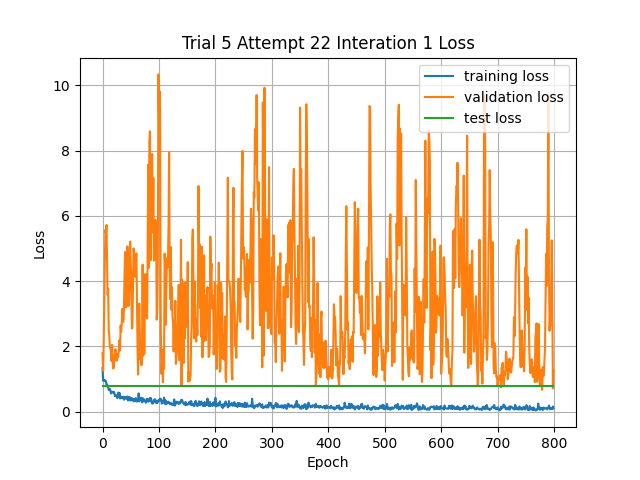 Trial 5 Attempt 22 Interation 1 Loss
training loss
validation loss
test loss
Loss
10
8
6
4
2
0
0 100 200 300 400 500 600 700 800
Epoch